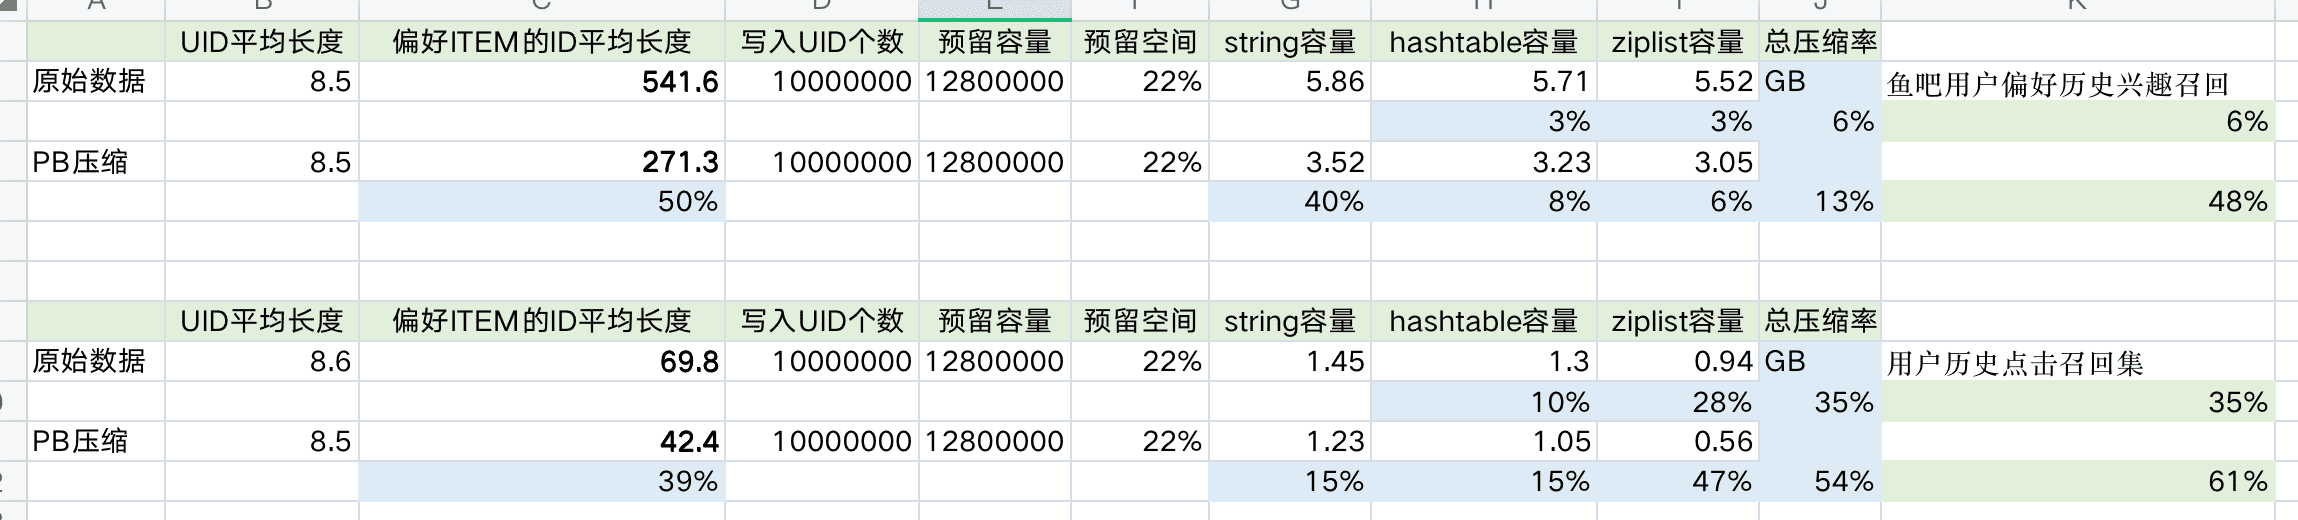 UID平均长度 偏好ITEM的ID平均长度 写入UID个数 预留容量 预留空间 string容量 hashtable容量 ziplist容量 总压缩率
原始数据 8.5 541.6 10000000 12800000 22% 5.86 5.71 5.52 GB 鱼吧用户偏好历史兴趣召回
3% 3% 6% 6%
PB压缩 8.5 271.3 10000000 12800000 22% 3.52 3.23 3.05
50% 40% 8% 6% 13% 48%
UID平均长度 偏好ITEM的ID平均长度 写入UID个数 预留容量 预留空间 string容量 hashtable容量 ziplist容量 总压缩率
原始数据 8.6 69.8 10000000 12800000 22% 1.45 1.3 0.94 GB 用户历史点击召回集
10% 28% 35% 35%
PB压缩 8.5 42.4 10000000 12800000 22% 1.23 1.05 0.56
39% 15% 15% 47% 54% 61%